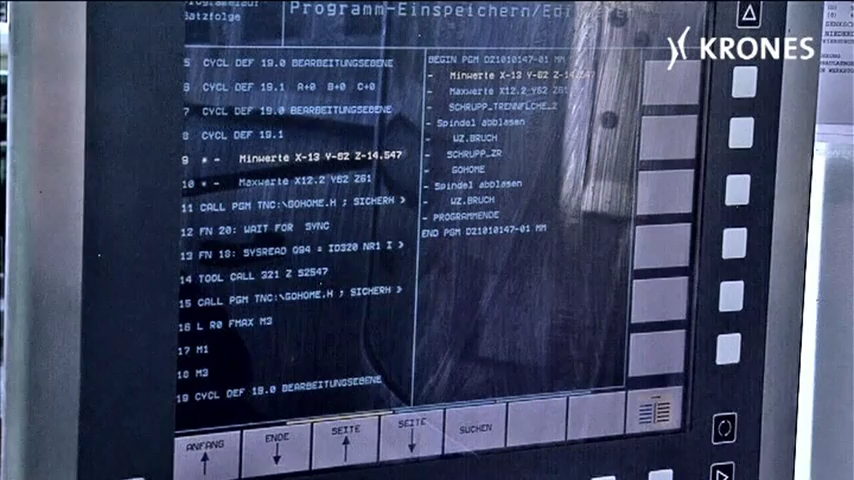 Programmlauf
Satzfolge
Programm-Einspeichern/Edi
KRONES
5 CYCL DEF 19.0 BEARBEITUNGSEBENE
6 CYCL DEF 19.1 A+0 B+0 C+0
7 CYCL DEF 19.0 BEARBEITUNGSEBENE
8 CYCL DEF 19.1
9 * - Minwerte X-13 Y-62 Z-14.547
10 * - Maxwerte X12.2 Y62 Z61
11 CALL PGM TNC:\GOHOME.H ; SICHERH >
12 FN 20: WAIT FOR SYNC
13 FN 18: SYSREAD Q94 = ID320 NR1 I >
14 TOOL CALL 321 Z S2547
15 CALL PGM TNC:\GOHOME.H ; SICHERH >
16 L R0 FMAX M3
17 M1
18 M3
19 CYCL DEF 19.0 BEARBEITUNGSEBENE
BEGIN PGM D21010147-01 MM
- Minwerte X-13 Y-62 Z-14.547
- Maxwerte X12.2 Y62 Z61
- SCHRUPP_TRENNFLCHE_2
- Spindel abblasen
- WZ.BRUCH
- SCHRUPP_ZR
- GOHOME
- Spindel abblasen
- WZ.BRUCH
- PROGRAMMENDE
END PGM D21010147-01 MM
ANFANG
ENDE
SEITE
SEITE
SUCHEN